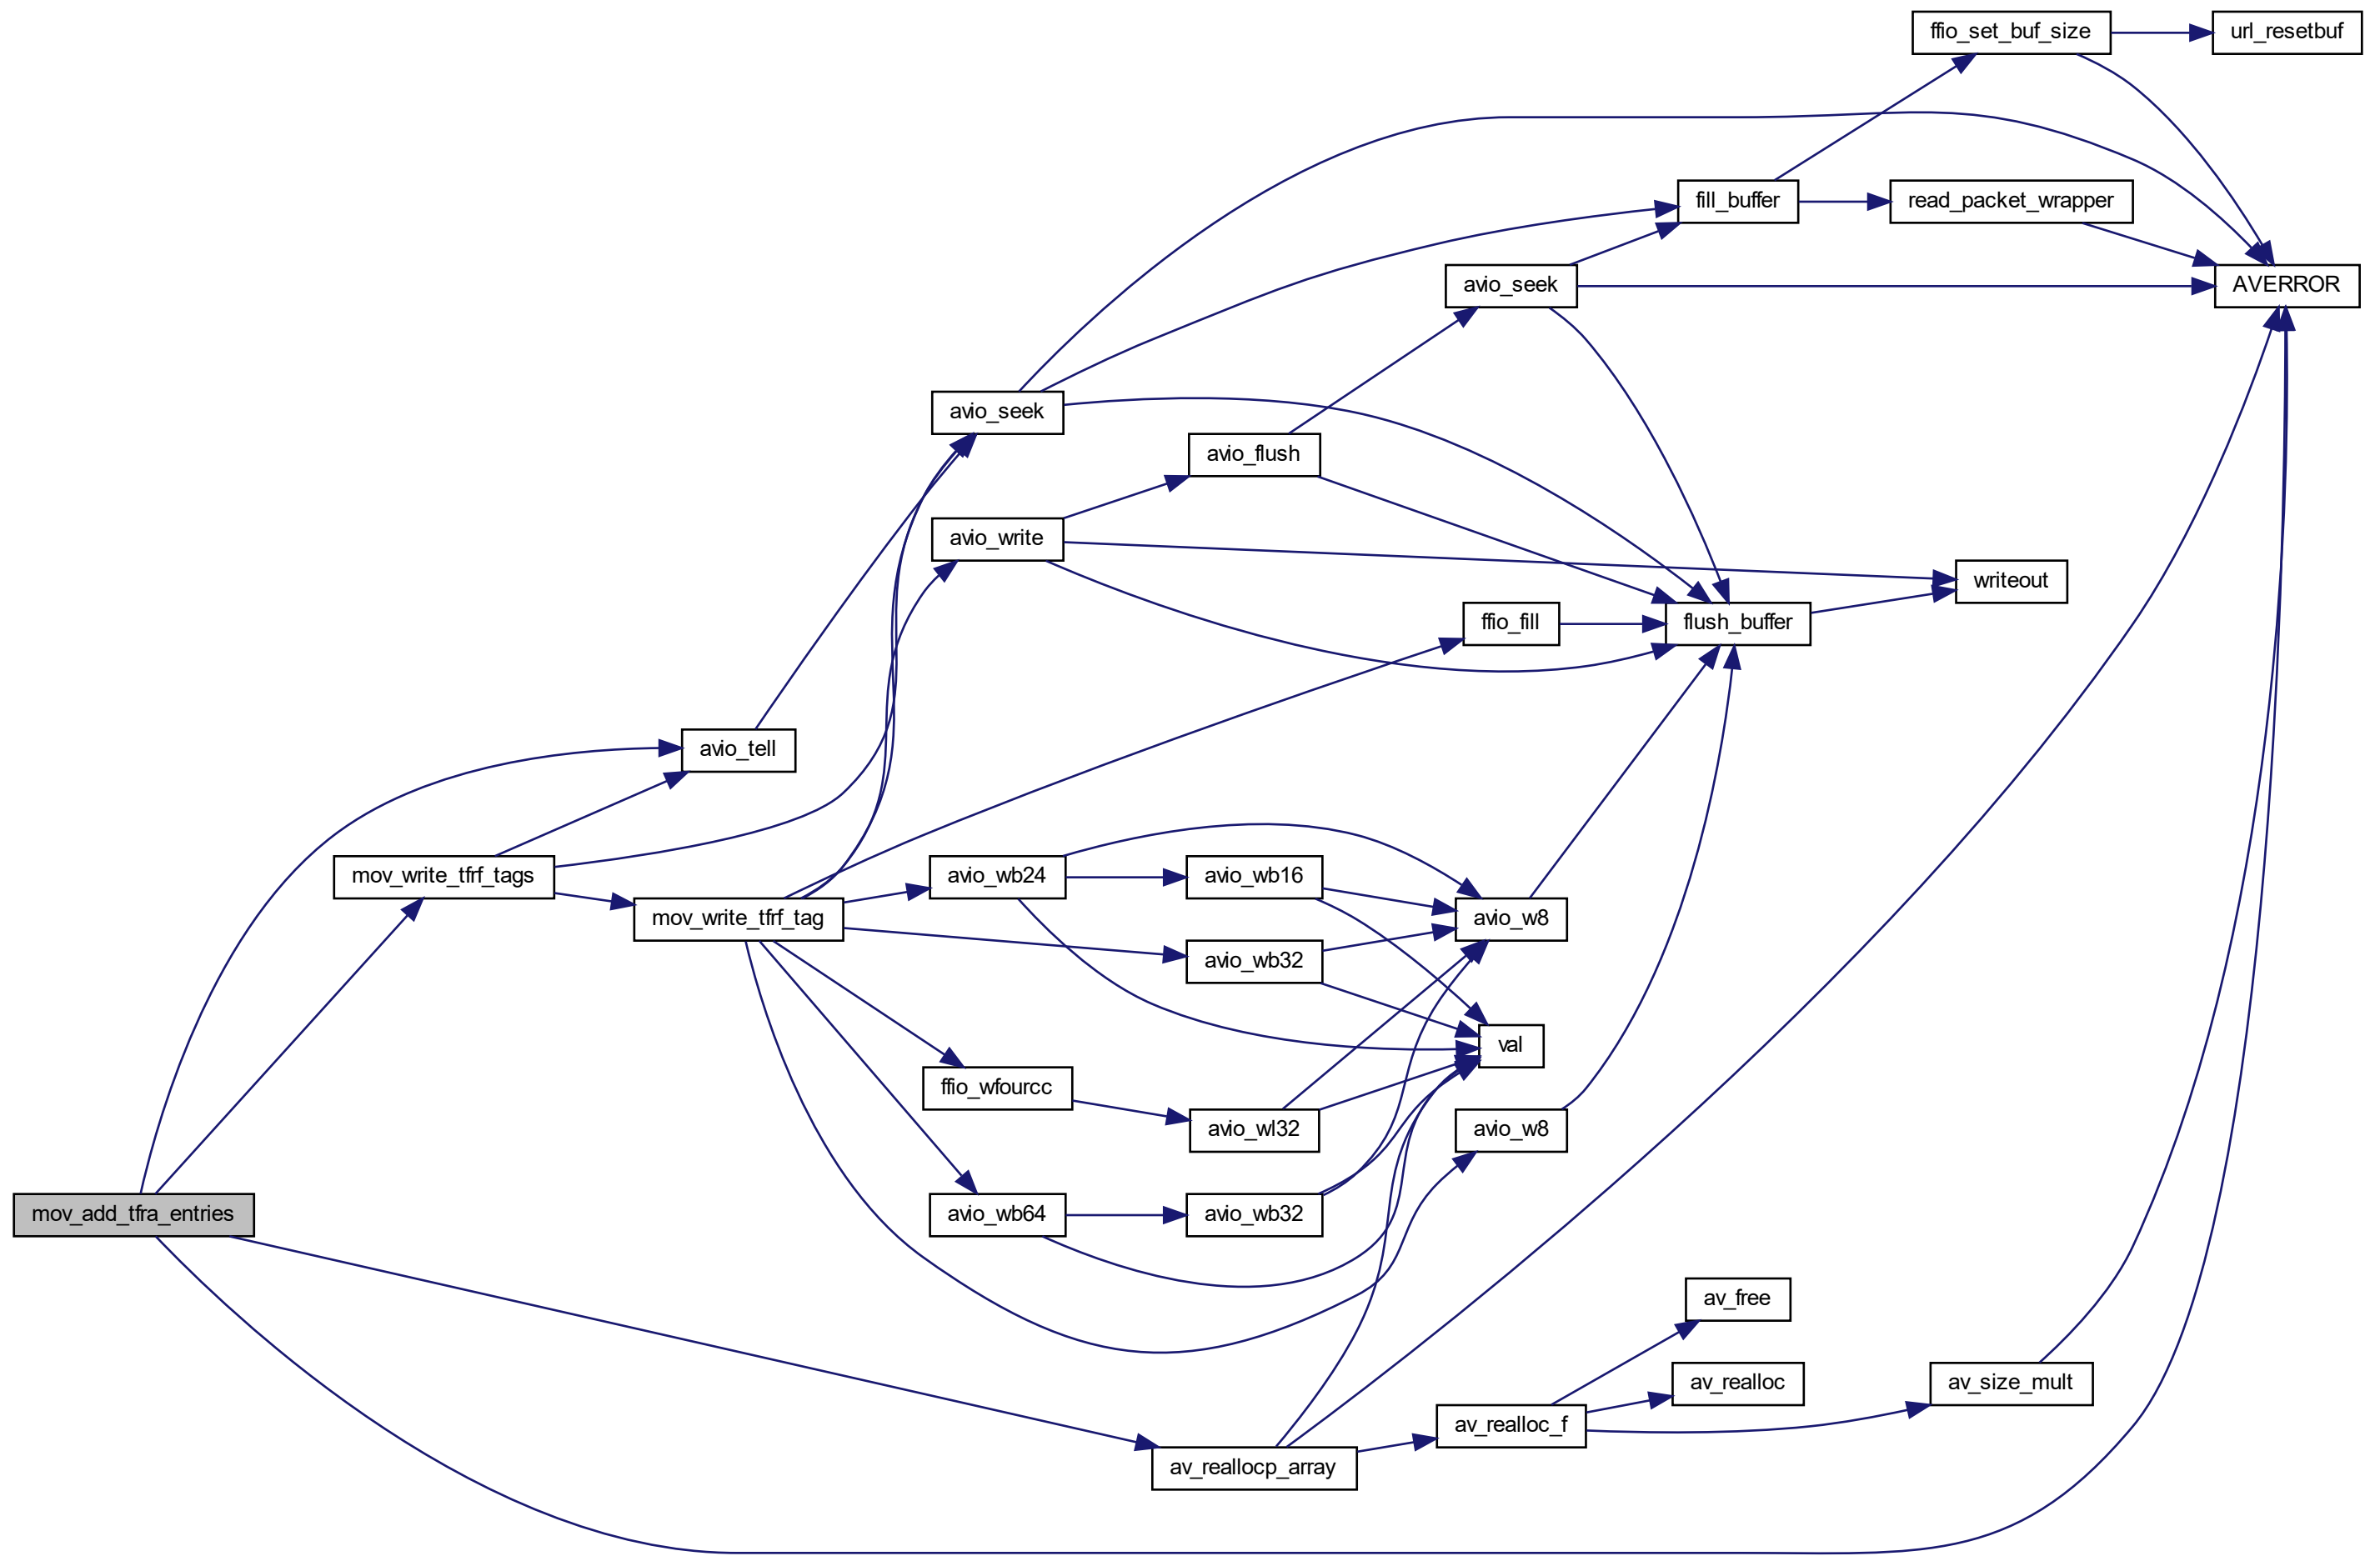 ffio_set_buf_size
url_resetbuf
fill_buffer
read_packet_wrapper
avio_seek
AVERROR
avio_seek
avio_flush
avio_write
writeout
ffio_fill
flush_buffer
avio_tell
mov_write_tfrf_tags
avio_wb24
avio_wb16
mov_write_tfrf_tag
avio_w8
avio_wb32
val
ffio_wfourcc
avio_wl32
avio_w8
mov_add_tfra_entries
avio_wb64
avio_wb32
av_free
av_realloc
av_size_mult
av_realloc_f
av_reallocp_array